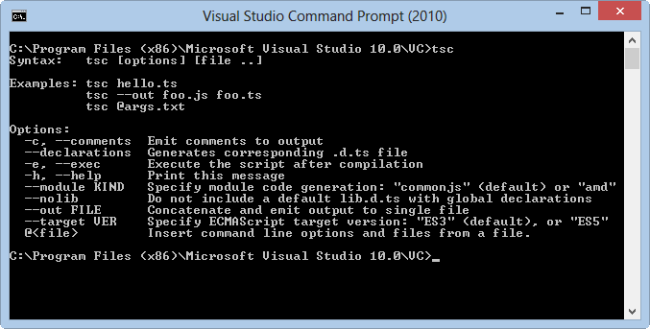 Visual Studio Command Prompt (2010)
C:\Program Files (x86)\Microsoft Visual Studio 10.0\VC>tsc
Syntax:   tsc [options] [file ..]
Examples: tsc hello.ts
          tsc --out foo.js foo.ts
          tsc @args.txt
Options:
  -c, --comments  Emit comments to output
  --declarations  Generates corresponding .d.ts file
  -e, --exec      Execute the script after compilation
  -h, --help      Print this message
  --module KIND   Specify module code generation: "commonjs" (default) or "amd"
  --nolib         Do not include a default lib.d.ts with global declarations
  --out FILE      Concatenate and emit output to single file
  --target VER    Specify ECMAScript target version: "ES3" (default), or "ES5"
  @<file>         Insert command line options and files from a file.
C:\Program Files (x86)\Microsoft Visual Studio 10.0\VC>_